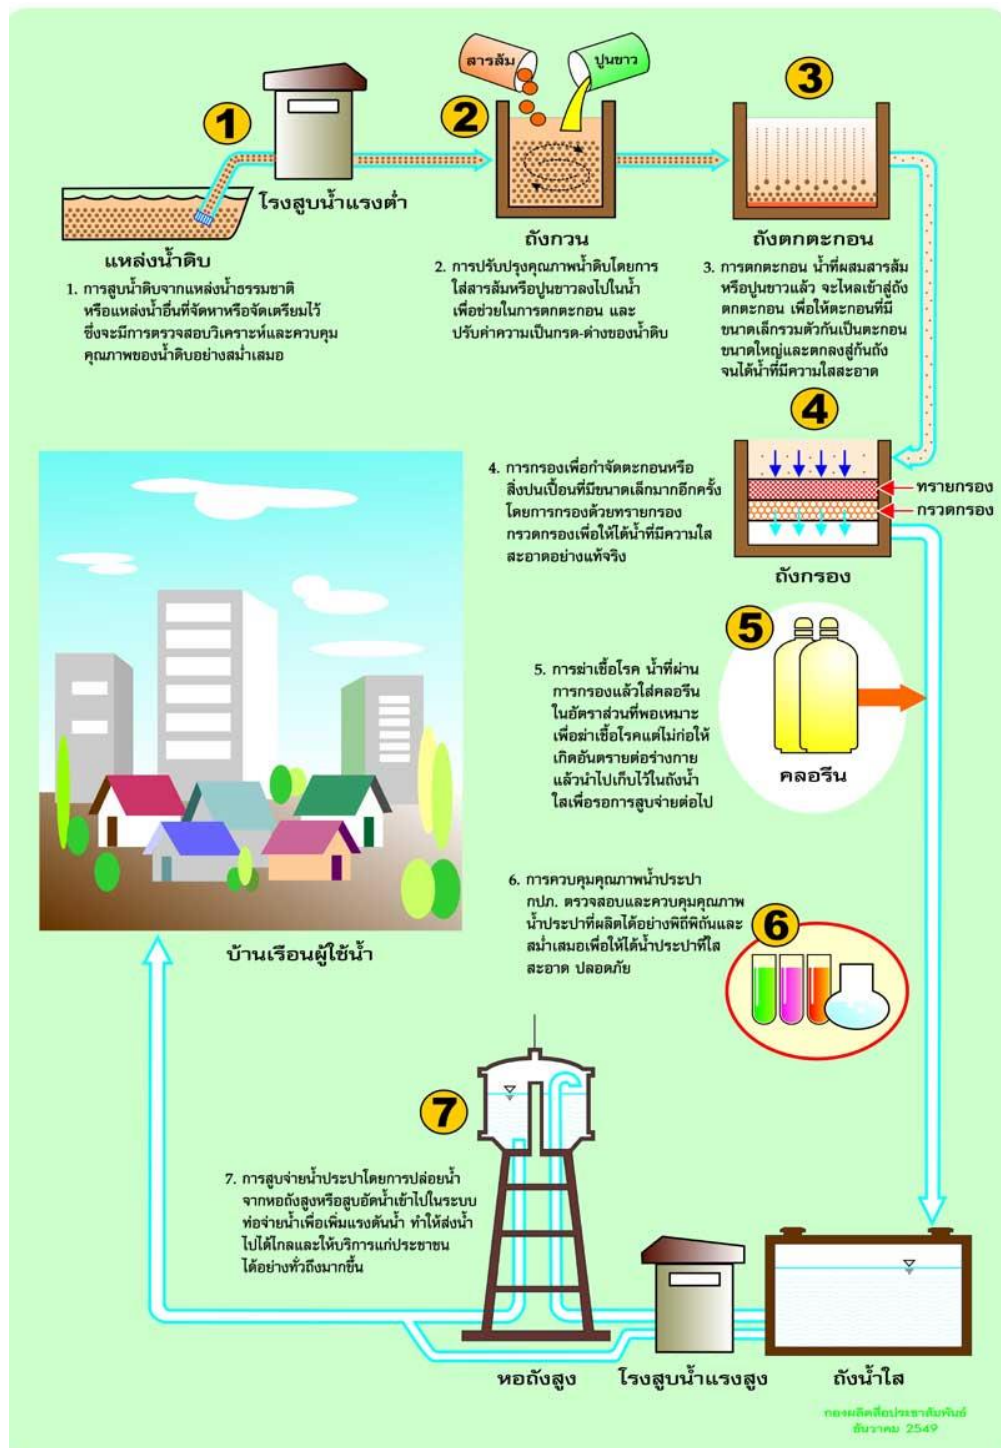 สารส้ม
ปูนขาว
1
2
3
โรงสูบน้ำแรงต่ำ
แหล่งน้ำดิบ
ถังกวน
ถังตกตะกอน
1. การสูบน้ำดิบจากแหล่งน้ำธรรมชาติ
หรือแหล่งน้ำอื่นที่จัดหาหรือจัดเตรียมไว้
ซึ่งจะมีการตรวจสอบวิเคราะห์และควบคุม
คุณภาพของน้ำดิบอย่างสม่ำเสมอ
2. การปรับปรุงคุณภาพน้ำดิบโดยการ
ใส่สารส้มหรือปูนขาวลงไปในน้ำ
เพื่อช่วยในการตกตะกอน และ
ปรับค่าความเป็นกรด-ด่างของน้ำดิบ
3. การตกตะกอน น้ำที่ผสมสารส้ม
หรือปูนขาวแล้ว จะไหลเข้าสู่ถัง
ตกตะกอน เพื่อให้ตะกอนที่มี
ขนาดเล็กรวมตัวกันเป็นตะกอน
ขนาดใหญ่และตกลงสู่ก้นถัง
จนได้น้ำที่มีความใสสะอาด
4
ทรายกรอง
กรวดกรอง
ถังกรอง
4. การกรองเพื่อกำจัดตะกอนหรือ
สิ่งปนเปื้อนที่มีขนาดเล็กมากอีกครั้ง
โดยการกรองด้วยทรายกรอง
กรวดกรองเพื่อให้ได้น้ำที่มีความใส
สะอาดอย่างแท้จริง
5
คลอรีน
5. การฆ่าเชื้อโรค น้ำที่ผ่าน
การกรองแล้วใส่คลอรีน
ในอัตราส่วนที่พอเหมาะ
เพื่อฆ่าเชื้อโรคแต่ไม่ก่อให้
เกิดอันตรายต่อร่างกาย
แล้วนำไปเก็บไว้ในถังน้ำ
ใสเพื่อรอการสูบจ่ายต่อไป
6. การควบคุมคุณภาพน้ำประปา
กปภ. ตรวจสอบและควบคุมคุณภาพ
น้ำประปาที่ผลิตได้อย่างพิถีพิถันและ
สม่ำเสมอเพื่อให้ได้น้ำประปาที่ใส
สะอาด ปลอดภัย
6
บ้านเรือนผู้ใช้น้ำ
7
7. การสูบจ่ายน้ำประปาโดยการปล่อยน้ำ
จากหอถังสูงหรือสูบอัดน้ำเข้าไปในระบบ
ท่อจ่ายน้ำเพื่อเพิ่มแรงดันน้ำ ทำให้ส่งน้ำ
ไปได้ไกลและให้บริการแก่ประชาชน
ได้อย่างทั่วถึงมากขึ้น
หอถังสูง
โรงสูบน้ำแรงสูง
ถังน้ำใส
กองผลิตสื่อประชาสัมพันธ์
ธันวาคม 2549